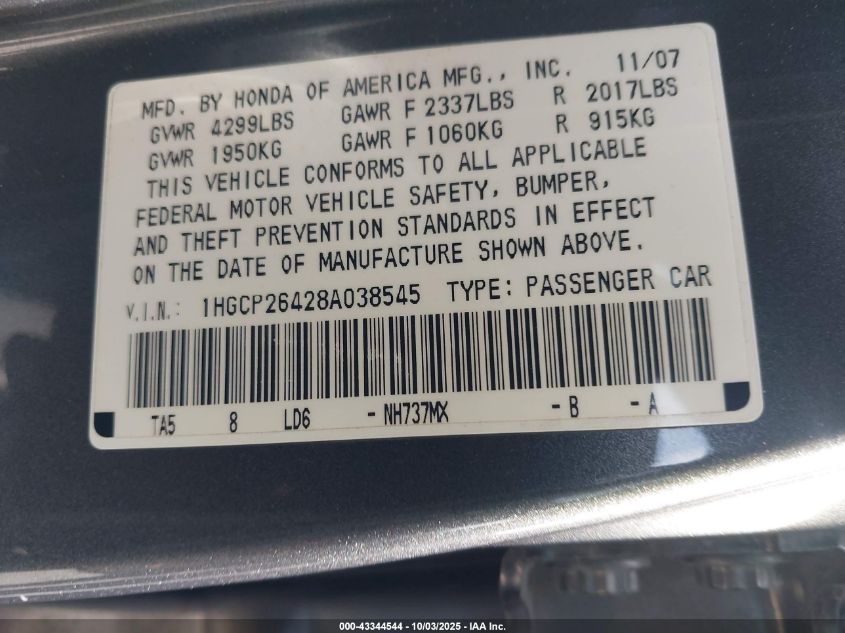 MFD. BY HONDA OF AMERICA MFG., INC. 11/07
GVWR 4299LBS GAWR F 2337LBS R 2017LBS
GVWR 1950KG GAWR F 1060KG R 915KG
THIS VEHICLE CONFORMS TO ALL APPLICABLE
FEDERAL MOTOR VEHICLE SAFETY, BUMPER,
AND THEFT PREVENTION STANDARDS IN EFFECT
ON THE DATE OF MANUFACTURE SHOWN ABOVE.
V.I.N.: 1HGCP26428A038545 TYPE: PASSENGER CAR
TA5 8 LD6 -NH737MX -B -A
000-43344544 | 10/03/2025 - IAA Inc.